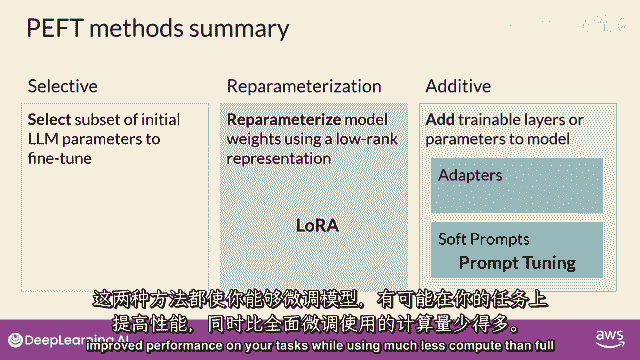 PEFT methods summary
Selective
Select subset of initial
LLM parameters to
fine-tune
Reparameterization
Reparameterize model
weights using a low-rank
representation
LoRA
Additive
Add trainable layers or
parameters to model
Adapters
Soft Prompts
Prompt Tuning
这两种方法都使你能够微调模型，有可能在你的任务上
提高性能，同时比全面微调使用的计算量少得多。
improved performance on your tasks while using much less compute than full
DeepLearning.AI
aws